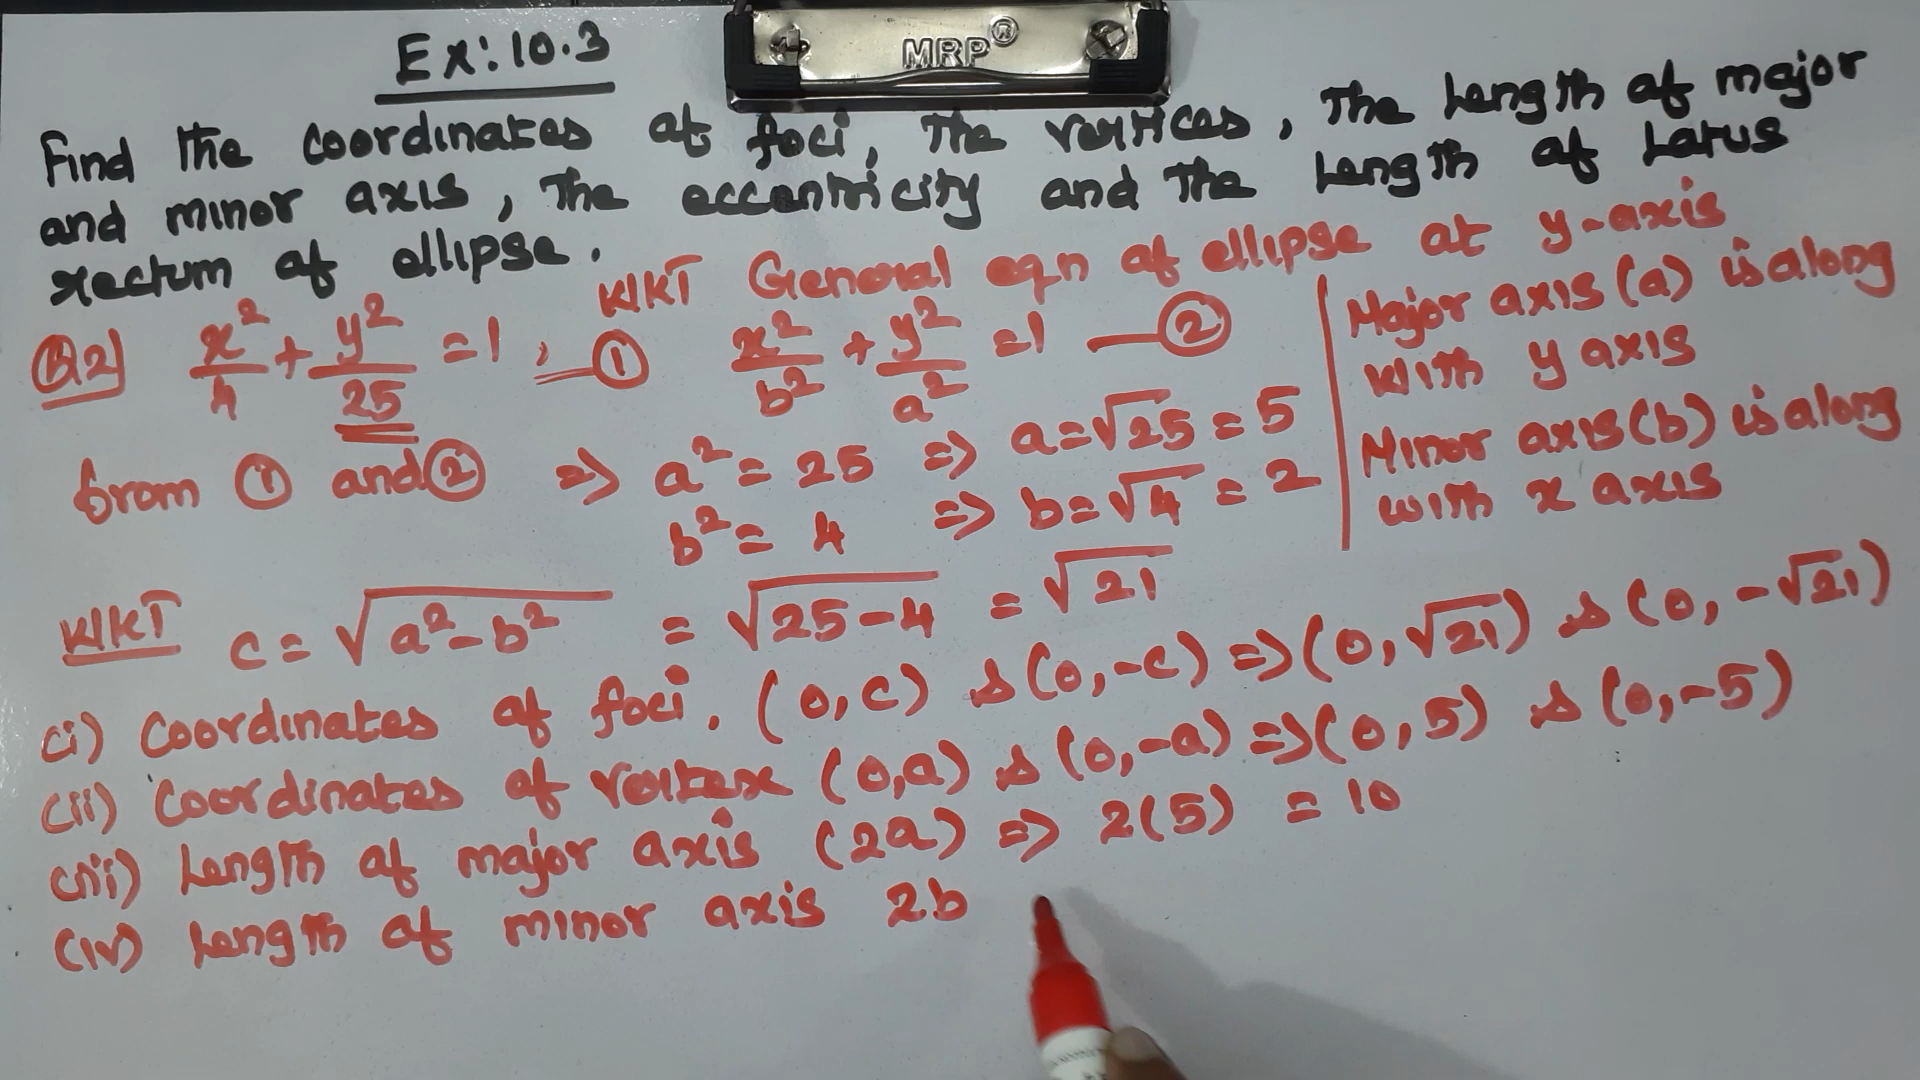 Ex:10.3
MRP®
Find the coordinates of foci, The vertices, The Length of major
and minor axis, The eccentricity and The Length of Latus
rectum of ellipse.
WKT General eqn of ellipse at y-axis
Q2) x²/4 + y²/25 = 1, — ① x²/b² + y²/a² = 1 — ②
Major axis (a) is along
with y axis
Minor axis (b) is along
with x axis
from ① and ② => a² = 25 => a=√25 = 5
b² = 4 => b=√4 = 2
WKT c = √a²-b² = √25-4 = √21
(i) Coordinates of foci, (0,c) & (0,-c) => (0,√21) & (0,-√21)
(ii) Coordinates of vertex (0,a) & (0,-a) => (0,5) & (0,-5)
(iii) Length of major axis (2a) => 2(5) = 10
(iv) Length of minor axis 2b